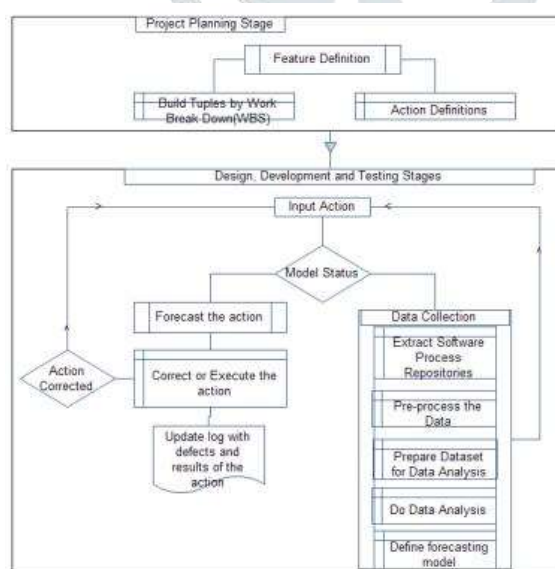 Project Planning Stage
Feature Definition
Build Tuples by Work
Break Down(WBS)
Action Definitions
Design, Development and Testing Stages
Input Action
Model Status
Forecast the action
Data Collection
Extract Software
Process
Repositories
Action
Corrected
Correct or Execute the
action
Pre-process the
Data
Update log with
defects and
results of the
action
Prepare Dataset
for Data Analysis
Do Data Analysis
Define forecasting
model